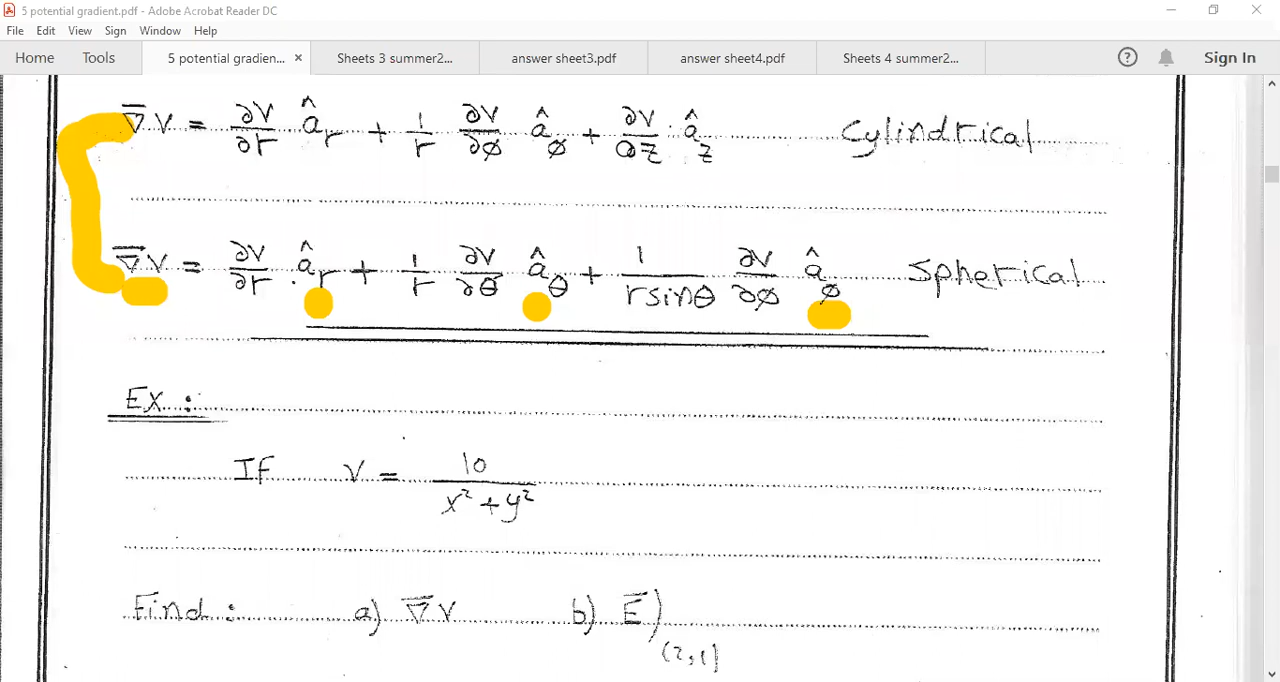 5 potential gradient.pdf - Adobe Acrobat Reader DC
File Edit View Sign Window Help
Home Tools 5 potential gradien... × Sheets 3 summer2... answer sheet3.pdf answer sheet4.pdf Sheets 4 summer2... Sign In
∇̅V = ∂V/∂r â_r + 1/r ∂V/∂ø â_ø + ∂V/∂z â_z Cylindrical
∇̅V = ∂V/∂r . â_r + 1/r ∂V/∂θ â_θ + 1/(r sinθ) ∂V/∂ø â_ø Spherical
EX :
If V = 10/(x² + y²)
Find : a) ∇̅V b) E̅)(2,1)